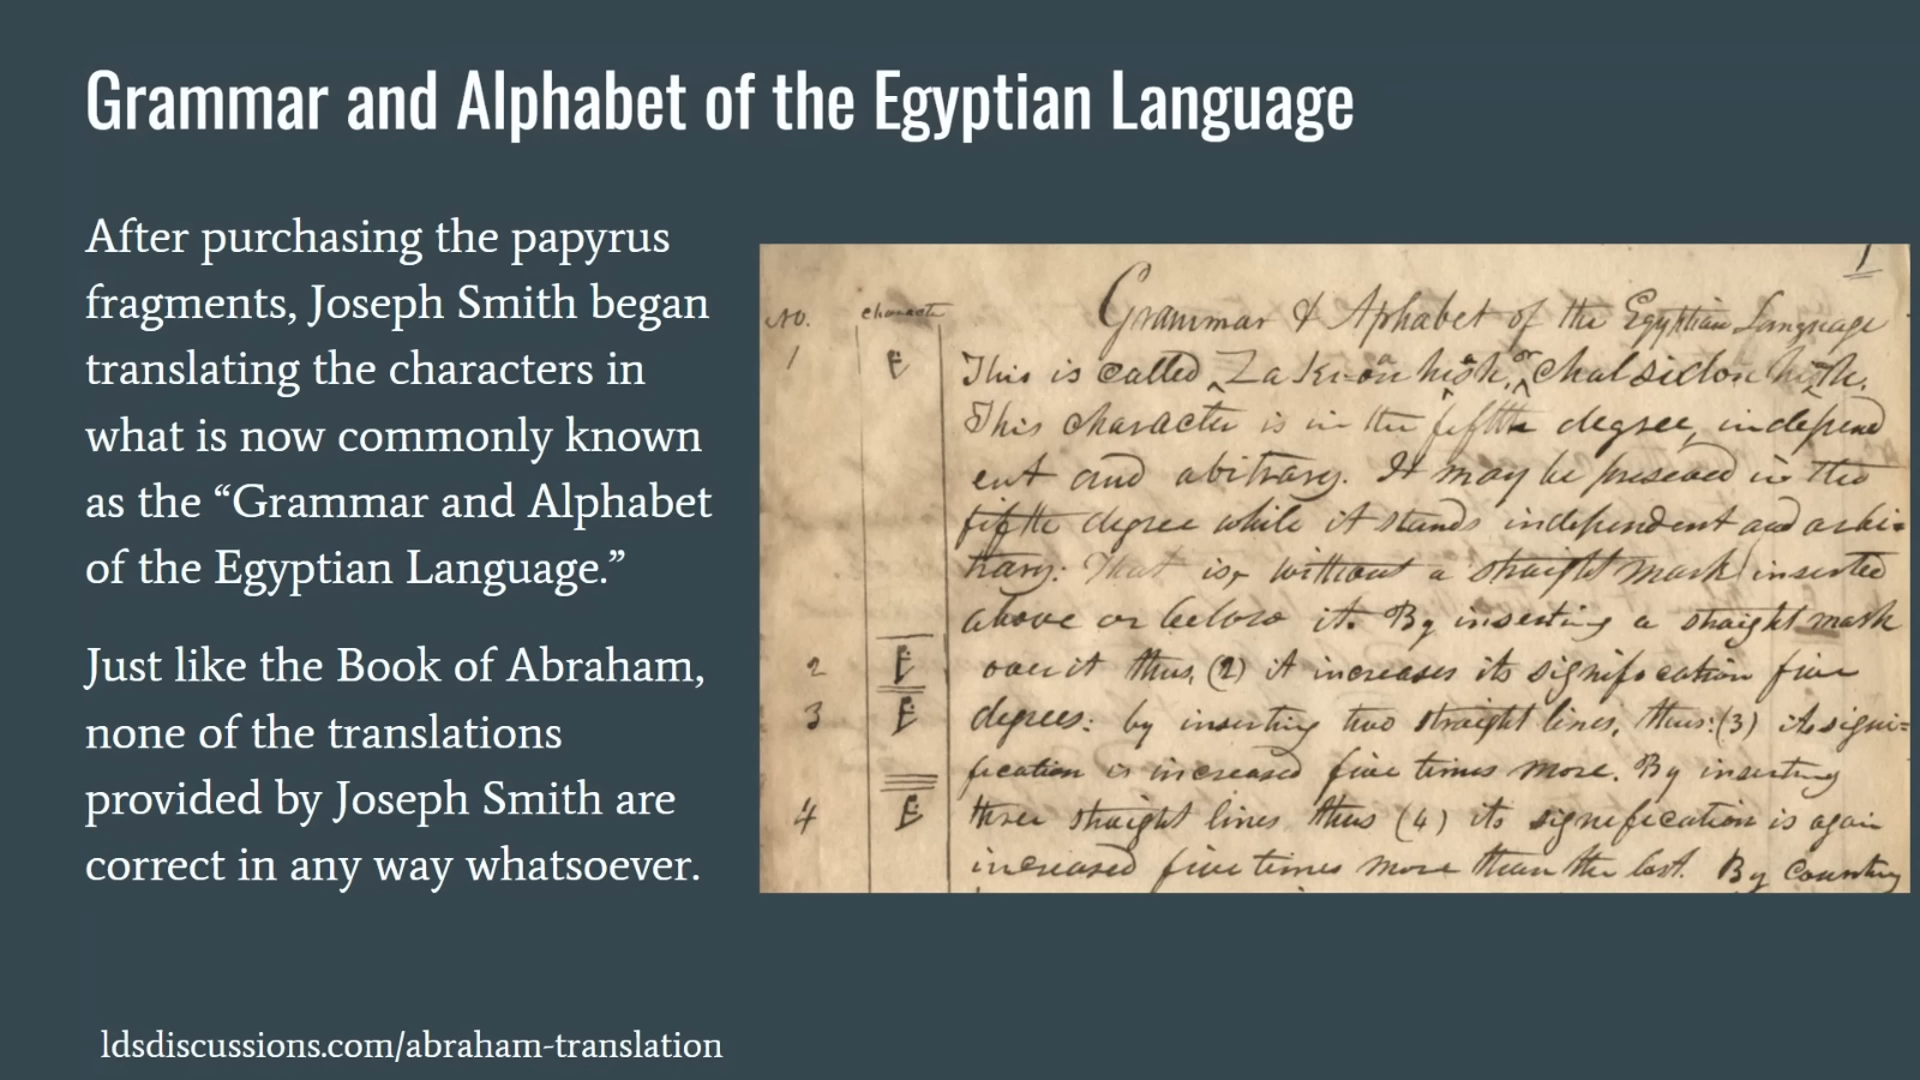 Grammar and Alphabet of the Egyptian Language
After purchasing the papyrus
fragments, Joseph Smith began
translating the characters in
what is now commonly known
as the “Grammar and Alphabet
of the Egyptian Language.”
Just like the Book of Abraham,
none of the translations
provided by Joseph Smith are
correct in any way whatsoever.
ldsdiscussions.com/abraham-translation
1
No. character Grammar & Aphabet of the Egyptian Language
1 This is called Za Ki-on hish, or chalsidon hish.
This character is in the fifth degree, independ
ent and abitrary. It may be preserved in the
fifth degree while it stands independent and arbi=
trary: That is, without a straight mark inserted
above or below it. By inserting a straight mark
2 over it thus, (2) it increases its signification five
3 degrees: by inserting two straight lines, thus: (3) its signi=
fication is increased five times more. By inserting
4 three straight lines thus (4) its signification is again
increased five times more than the last. By counting